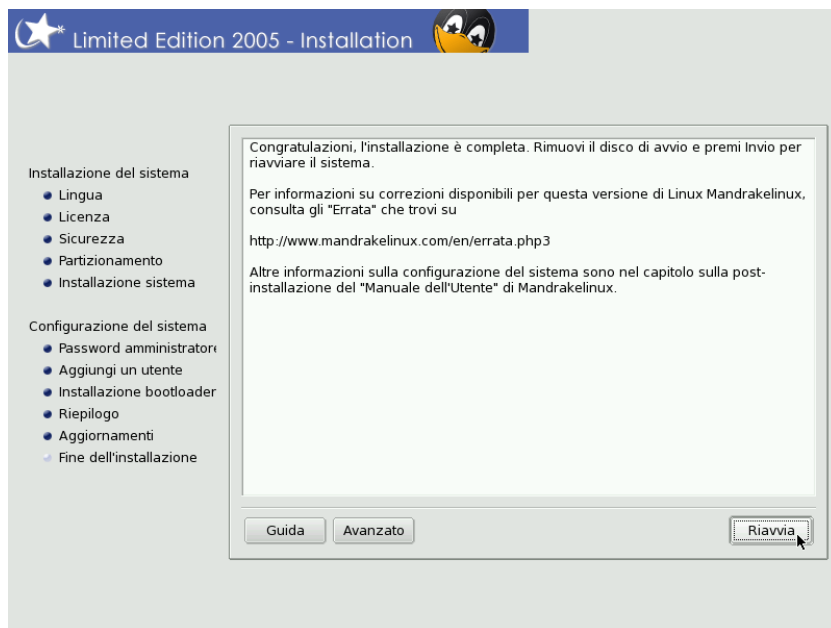 Limited Edition 2005 - Installation
Installazione del sistema
Lingua
Licenza
Sicurezza
Partizionamento
Installazione sistema
Configurazione del sistema
Password amministratore
Aggiungi un utente
Installazione bootloader
Riepilogo
Aggiornamenti
Fine dell'installazione
Congratulazioni, l'installazione è completa. Rimuovi il disco di avvio e premi Invio per
riavviare il sistema.
Per informazioni su correzioni disponibili per questa versione di Linux Mandrakelinux,
consulta gli "Errata" che trovi su
http://www.mandrakelinux.com/en/errata.php3
Altre informazioni sulla configurazione del sistema sono nel capitolo sulla post-
installazione del "Manuale dell'Utente" di Mandrakelinux.
Guida
Avanzato
Riavvia